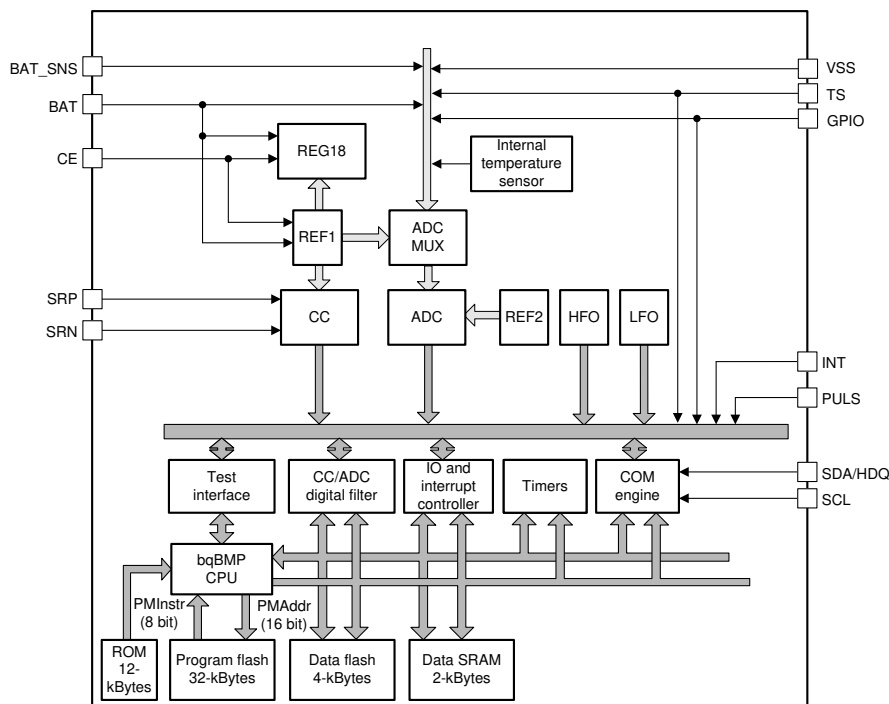 BAT_SNS
VSS
TS
BAT
GPIO
REG18
Internal
temperature
sensor
CE
REF1
ADC
MUX
SRP
CC
ADC
REF2
HFO
LFO
SRN
INT
PULS
Test
interface
CC/ADC
digital filter
IO and
interrupt
controller
Timers
COM
engine
SDA/HDQ
SCL
bqBMP
CPU
PMInstr
(8 bit)
PMAddr
(16 bit)
ROM
12-
kBytes
Program flash
32-kBytes
Data flash
4-kBytes
Data SRAM
2-kBytes